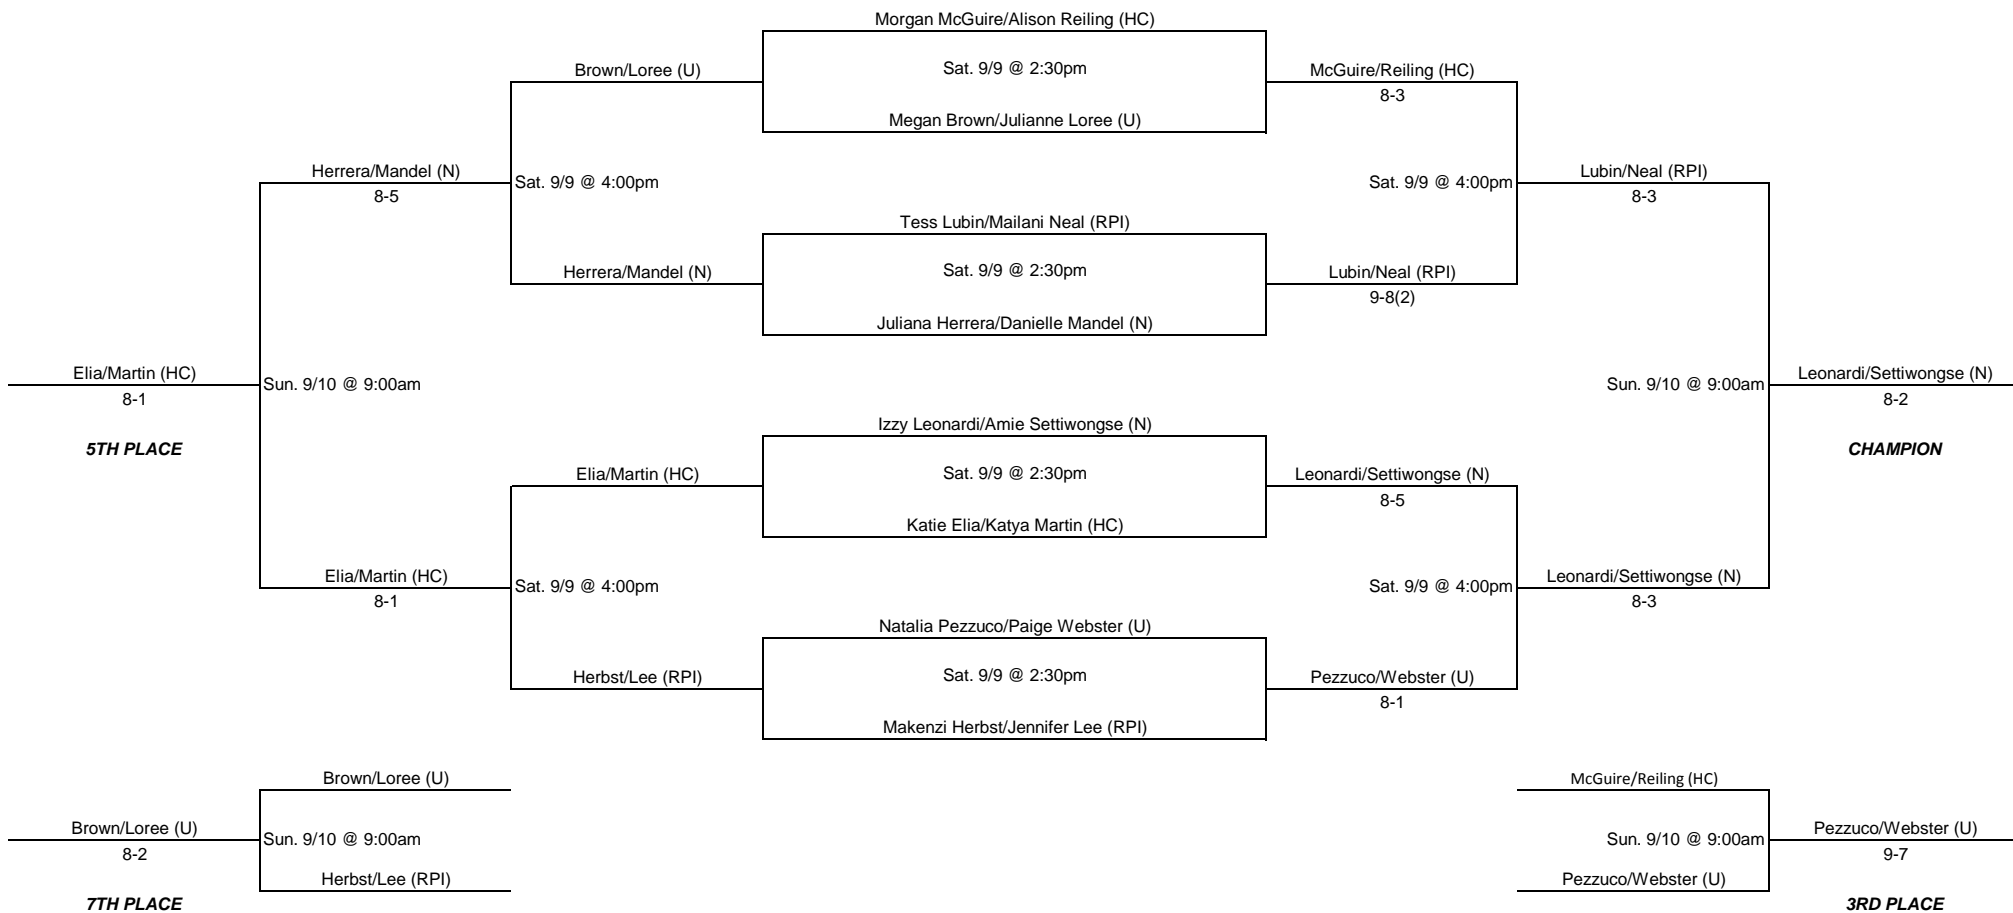 Morgan McGuire/Alison Reiling (HC)
Brown/Loree (U)
Sat. 9/9 @ 2:30pm
McGuire/Reiling (HC)
8-3
Megan Brown/Julianne Loree (U)
Herrera/Mandel (N)
8-5
Sat. 9/9 @ 4:00pm
Sat. 9/9 @ 4:00pm
Lubin/Neal (RPI)
8-3
Tess Lubin/Mailani Neal (RPI)
Herrera/Mandel (N)
Sat. 9/9 @ 2:30pm
Lubin/Neal (RPI)
9-8(2)
Juliana Herrera/Danielle Mandel (N)
Elia/Martin (HC)
8-1
5TH PLACE
Sun. 9/10 @ 9:00am
Sun. 9/10 @ 9:00am
Leonardi/Settiwongse (N)
8-2
CHAMPION
Izzy Leonardi/Amie Settiwongse (N)
Elia/Martin (HC)
Sat. 9/9 @ 2:30pm
Leonardi/Settiwongse (N)
8-5
Katie Elia/Katya Martin (HC)
Elia/Martin (HC)
8-1
Sat. 9/9 @ 4:00pm
Sat. 9/9 @ 4:00pm
Leonardi/Settiwongse (N)
8-3
Natalia Pezzuco/Paige Webster (U)
Herbst/Lee (RPI)
Sat. 9/9 @ 2:30pm
Pezzuco/Webster (U)
8-1
Makenzi Herbst/Jennifer Lee (RPI)
Brown/Loree (U)
Brown/Loree (U)
8-2
Sun. 9/10 @ 9:00am
Herbst/Lee (RPI)
7TH PLACE
McGuire/Reiling (HC)
Sun. 9/10 @ 9:00am
Pezzuco/Webster (U)
9-7
Pezzuco/Webster (U)
3RD PLACE